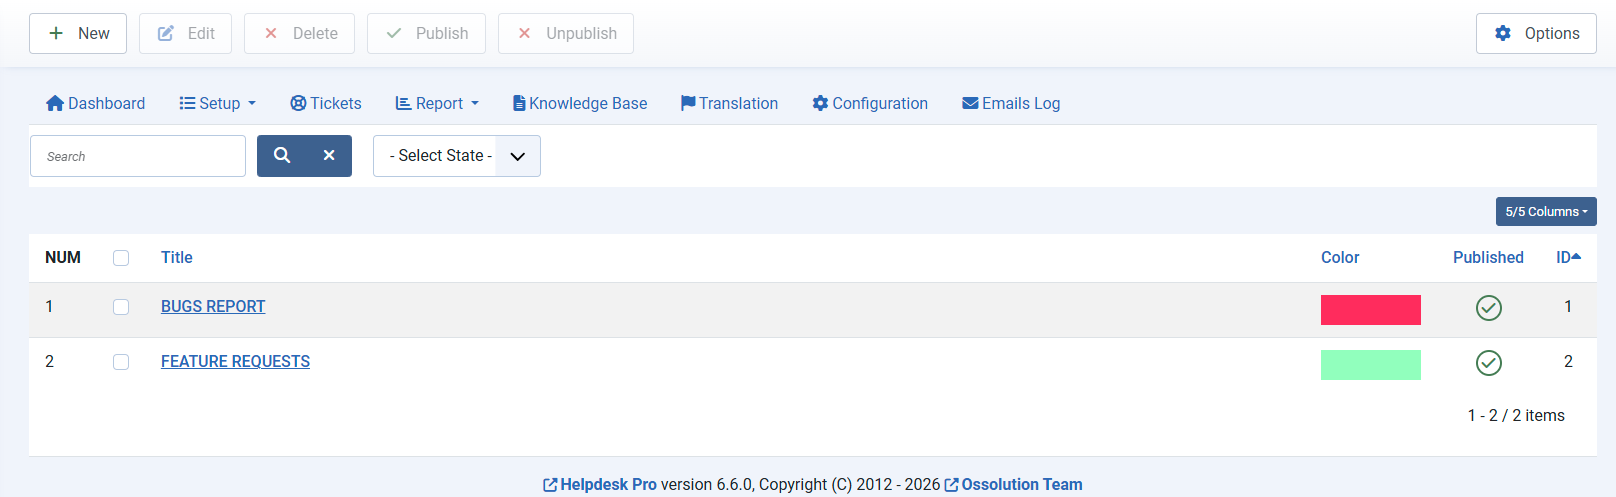 New Edit Delete Publish Unpublish Options
Dashboard Setup Tickets Report Knowledge Base Translation Configuration Emails Log
Search - Select State -
5/5 Columns
NUM Title Color Published ID
1 BUGS REPORT 1
2 FEATURE REQUESTS 2
1 - 2 / 2 items
Helpdesk Pro version 6.6.0, Copyright (C) 2012 - 2026 Ossolution Team